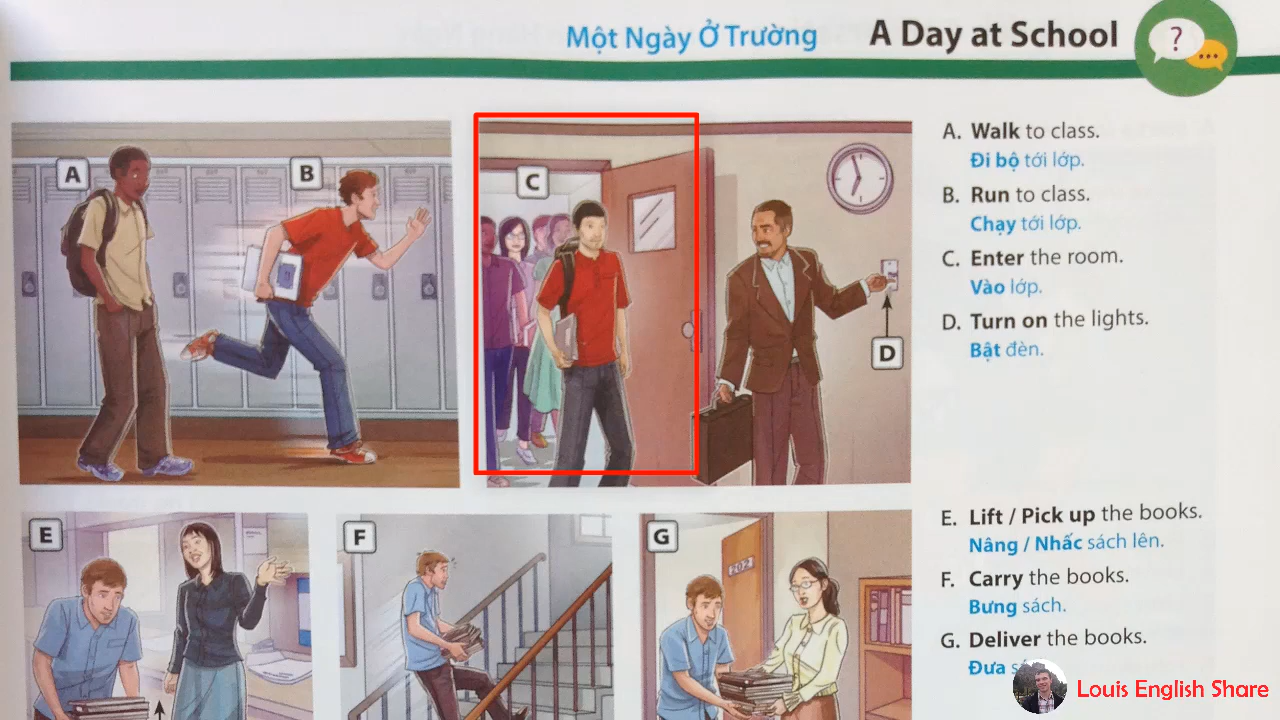 Một Ngày Ở Trường A Day at School
?
A
B
C
D
A. Walk to class.
Đi bộ tới lớp.
B. Run to class.
Chạy tới lớp.
C. Enter the room.
Vào lớp.
D. Turn on the lights.
Bật đèn.
E
F
G
202
E. Lift / Pick up the books.
Nâng / Nhấc sách lên.
F. Carry the books.
Bưng sách.
G. Deliver the books.
Đưa
Louis English Share